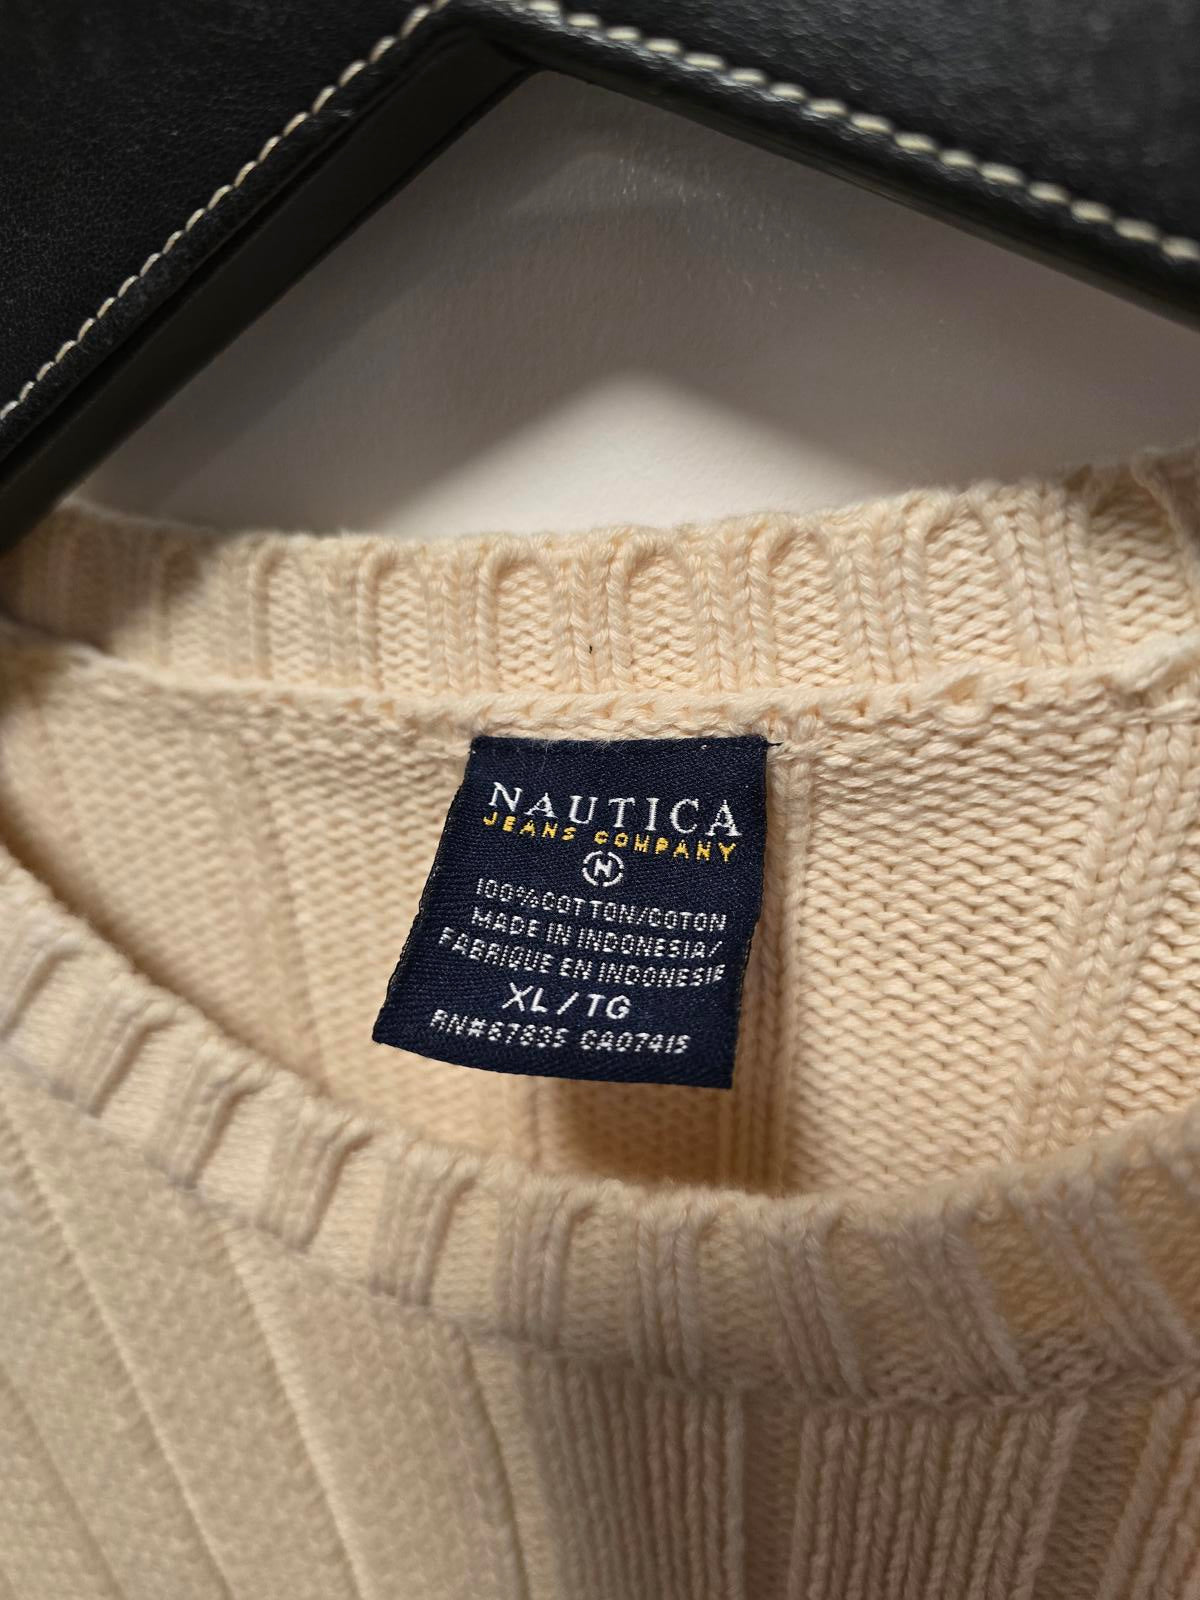 NAUTICA
JEANS COMPANY
N
100%COTTON/COTON
MADE IN INDONESIA/
FABRIQUE EN INDONESIE
XL/TG
RN#67835 CA07415